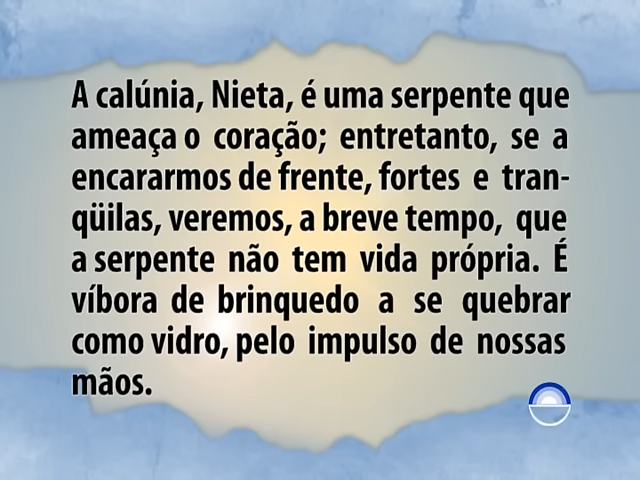 A calúnia, Nieta, é uma serpente que
ameaça o coração; entretanto, se a
encararmos de frente, fortes e tran-
qüilas, veremos, a breve tempo, que
a serpente não tem vida própria. É
víbora de brinquedo a se quebrar
como vidro, pelo impulso de nossas
mãos.